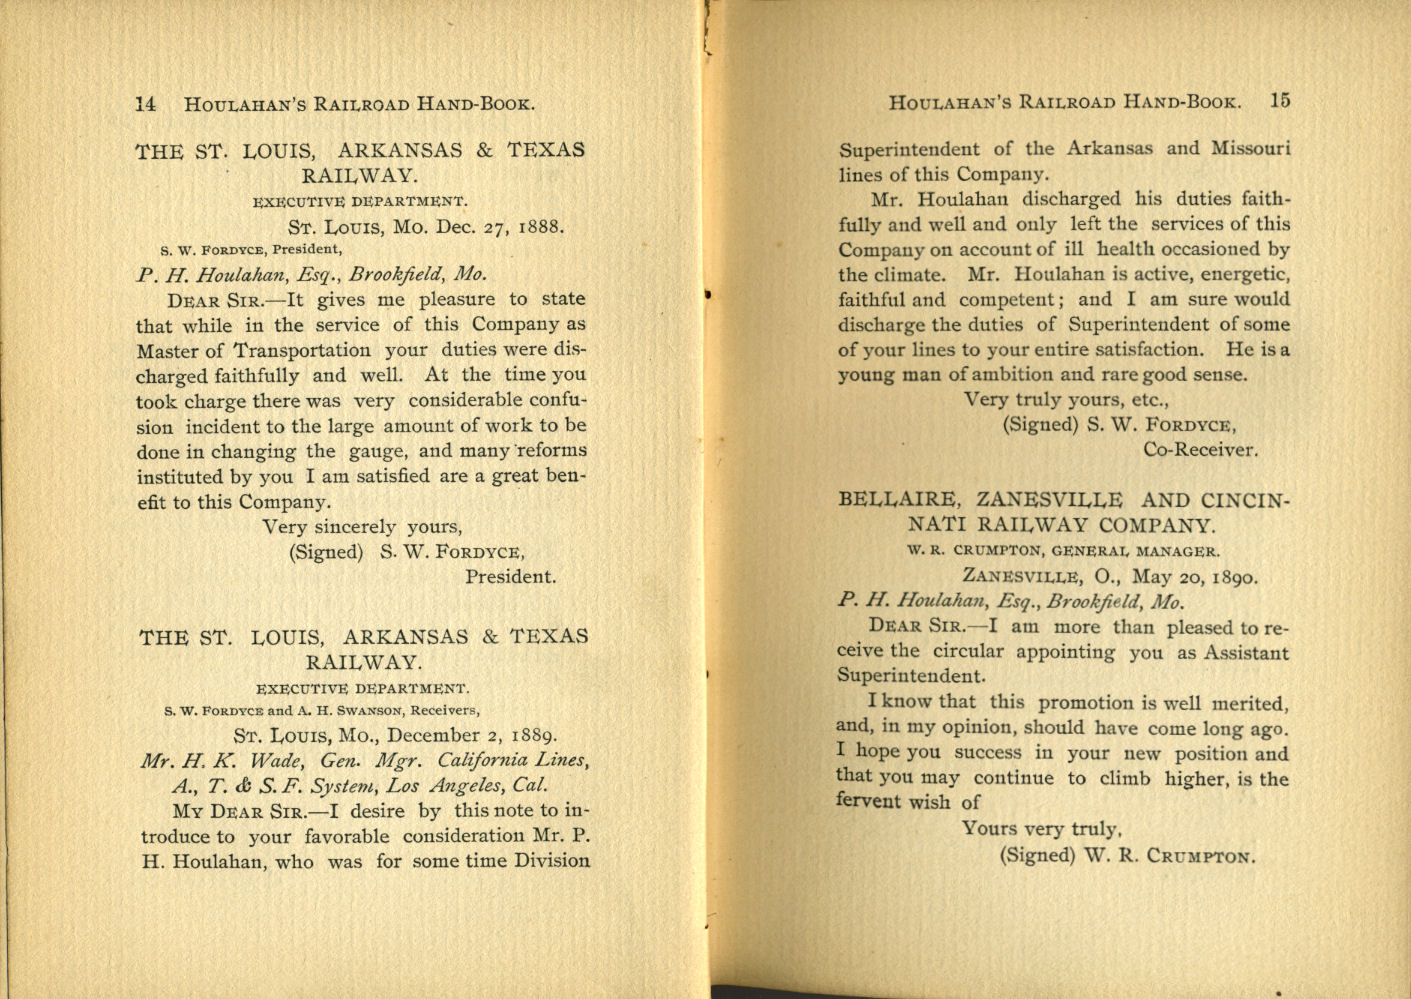 14 HOULAHAN'S RAILROAD HAND-BOOK.
THE ST. LOUIS, ARKANSAS & TEXAS
RAILWAY.
EXECUTIVE DEPARTMENT.
ST. LOUIS, MO. Dec. 27, 1888.
S. W. FORDYCE, President,
P. H. Houlahan, Esq., Brookfield, Mo.
DEAR SIR.—It gives me pleasure to state
that while in the service of this Company as
Master of Transportation your duties were dis-
charged faithfully and well. At the time you
took charge there was very considerable confu-
sion incident to the large amount of work to be
done in changing the gauge, and many reforms
instituted by you I am satisfied are a great ben-
efit to this Company.
Very sincerely yours,
(Signed) S. W. FORDYCE,
President.
THE ST. LOUIS, ARKANSAS & TEXAS
RAILWAY.
EXECUTIVE DEPARTMENT.
S. W. FORDYCE and A. H. SWANSON, Receivers,
ST. LOUIS, MO., December 2, 1889.
Mr. H. K. Wade, Gen. Mgr. California Lines,
A., T. & S. F. System, Los Angeles, Cal.
MY DEAR SIR.—I desire by this note to in-
troduce to your favorable consideration Mr. P.
H. Houlahan, who was for some time Division
HOULAHAN'S RAILROAD HAND-BOOK. 15
Superintendent of the Arkansas and Missouri
lines of this Company.
Mr. Houlahan discharged his duties faith-
fully and well and only left the services of this
Company on account of ill health occasioned by
the climate. Mr. Houlahan is active, energetic,
faithful and competent; and I am sure would
discharge the duties of Superintendent of some
of your lines to your entire satisfaction. He is a
young man of ambition and rare good sense.
Very truly yours, etc.,
(Signed) S. W. FORDYCE,
Co-Receiver.
BELLAIRE, ZANESVILLE AND CINCIN-
NATI RAILWAY COMPANY.
W. R. CRUMPTON, GENERAL MANAGER.
ZANESVILLE, O., May 20, 1890.
P. H. Houlahan, Esq., Brookfield, Mo.
DEAR SIR.—I am more than pleased to re-
ceive the circular appointing you as Assistant
Superintendent.
I know that this promotion is well merited,
and, in my opinion, should have come long ago.
I hope you success in your new position and
that you may continue to climb higher, is the
fervent wish of
Yours very truly,
(Signed) W. R. CRUMPTON.